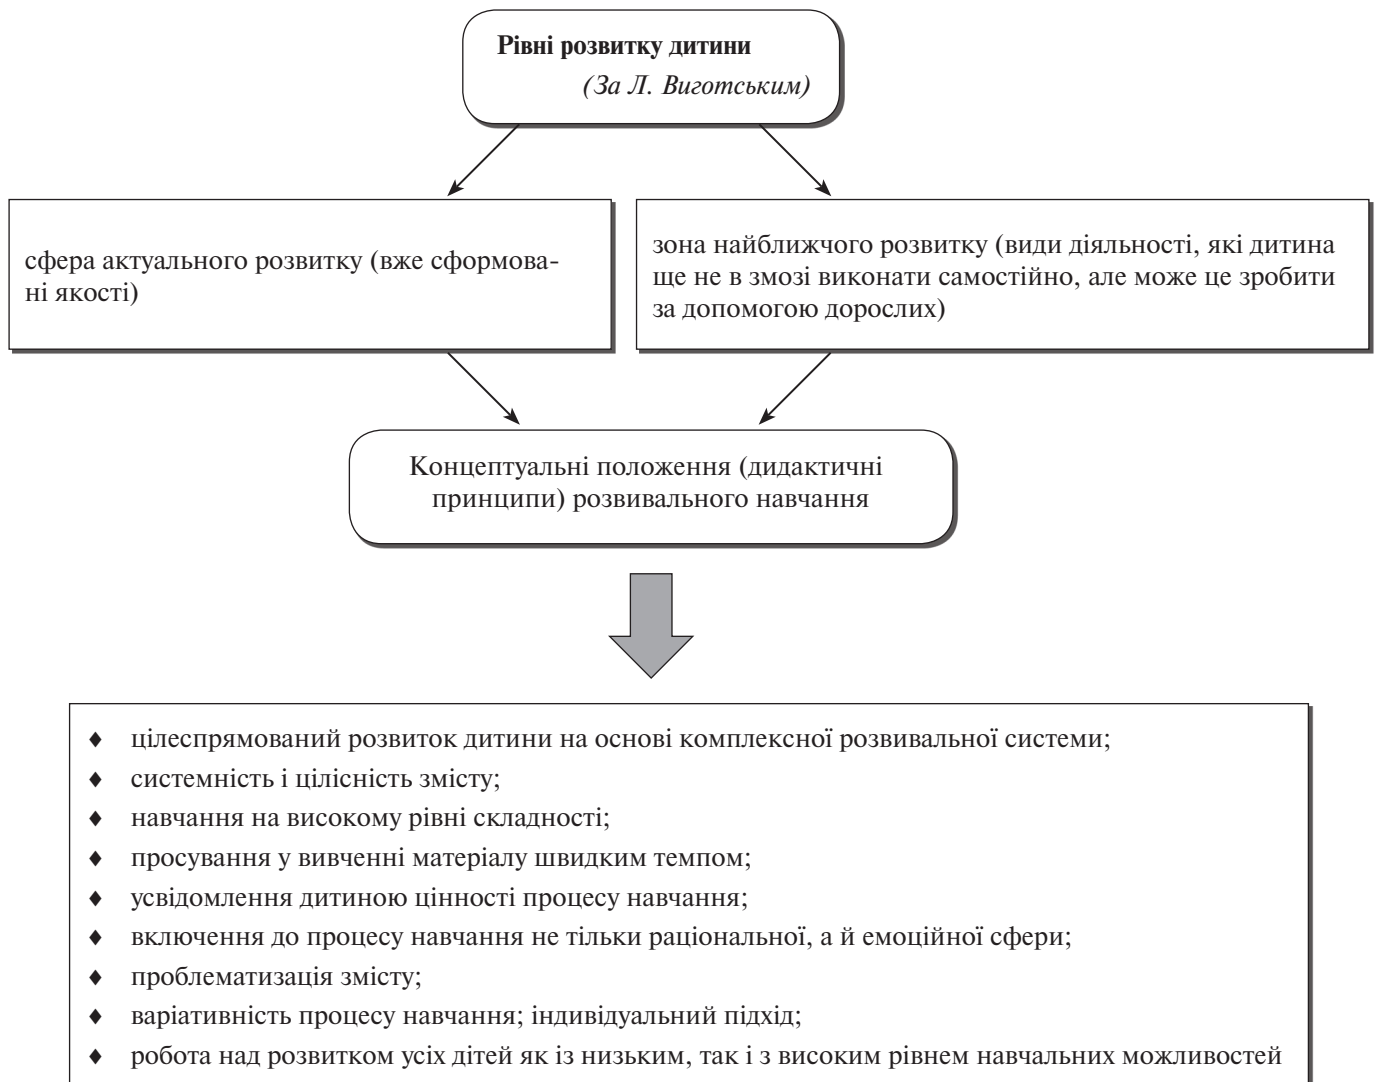 Рівні розвитку дитини
(За Л. Виготським)
сфера актуального розвитку (вже сформова-
ні якості)
зона найближчого розвитку (види діяльності, які дитина
ще не в змозі виконати самостійно, але може це зробити
за допомогою дорослих)
Концептуальні положення (дидактичні
принципи) розвивального навчання
♦ цілеспрямований розвиток дитини на основі комплексної розвивальної системи;
♦ системність і цілісність змісту;
♦ навчання на високому рівні складності;
♦ просування у вивченні матеріалу швидким темпом;
♦ усвідомлення дитиною цінності процесу навчання;
♦ включення до процесу навчання не тільки раціональної, а й емоційної сфери;
♦ проблематизація змісту;
♦ варіативність процесу навчання; індивідуальний підхід;
♦ робота над розвитком усіх дітей як із низьким, так і з високим рівнем навчальних можливостей